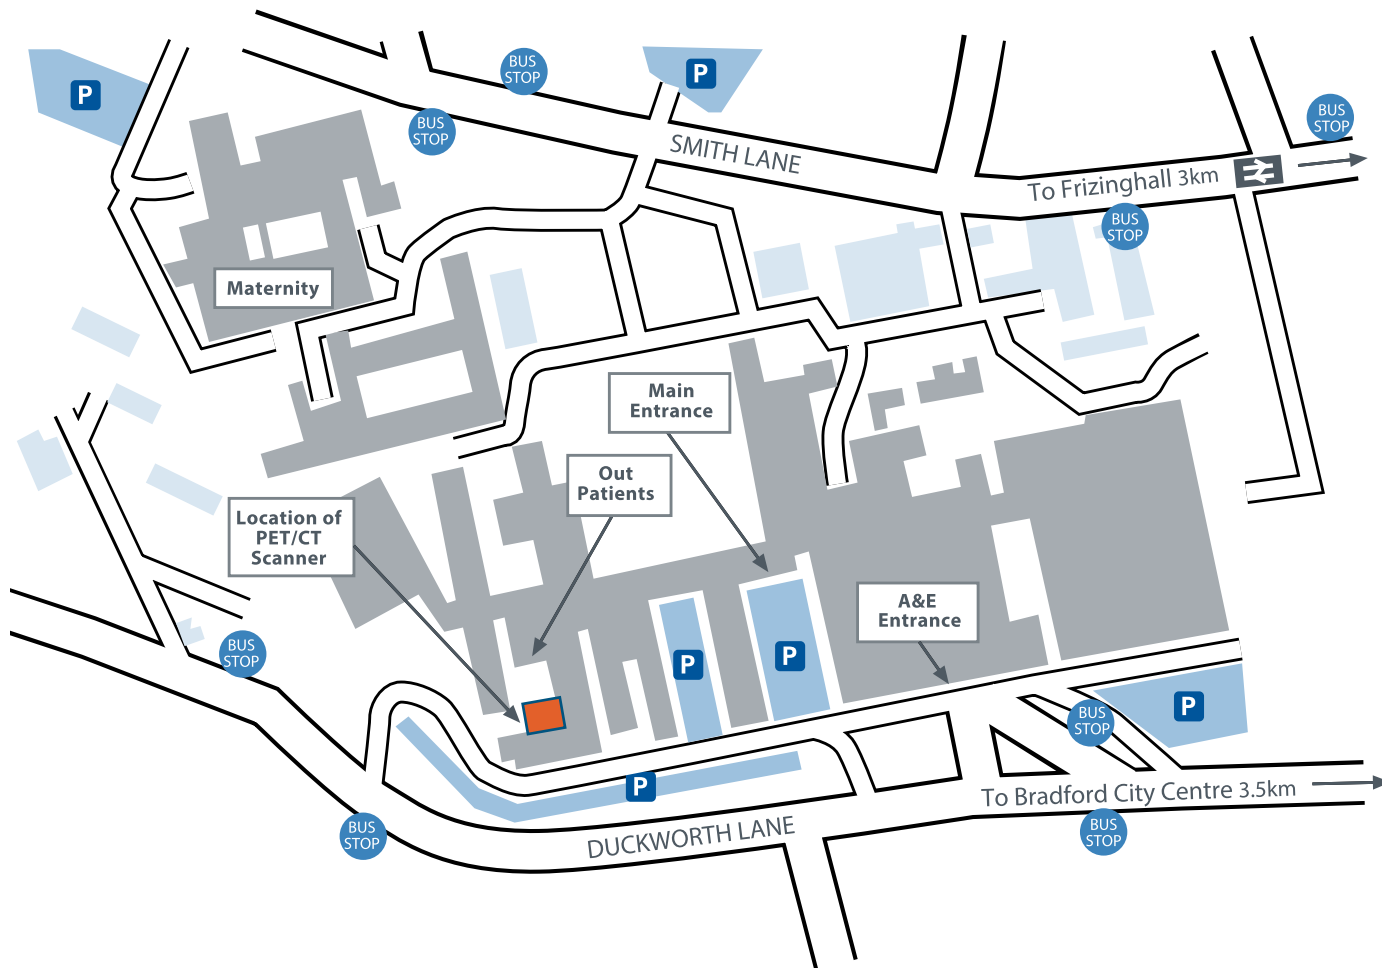 P
BUS
STOP
P
BUS
STOP
BUS
STOP
SMITH LANE
To Frizinghall 3km
BUS
STOP
Maternity
Main
Entrance
Out
Patients
Location of
PET/CT
Scanner
A&E
Entrance
BUS
STOP
P
P
P
BUS
STOP
P
To Bradford City Centre 3.5km
BUS
STOP
DUCKWORTH LANE
BUS
STOP